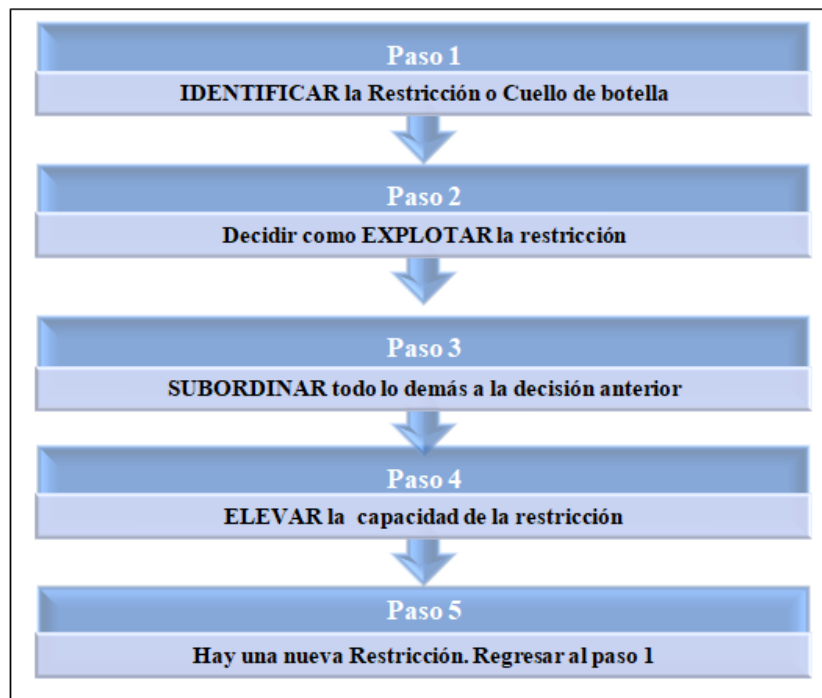 Paso 1
IDENTIFICAR la Restricción o Cuello de botella
Paso 2
Decidir como EXPLOTAR la restricción
Paso 3
SUBORDINAR todo lo demás a la decisión anterior
Paso 4
ELEVAR la capacidad de la restricción
Paso 5
Hay una nueva Restricción. Regresar al paso 1